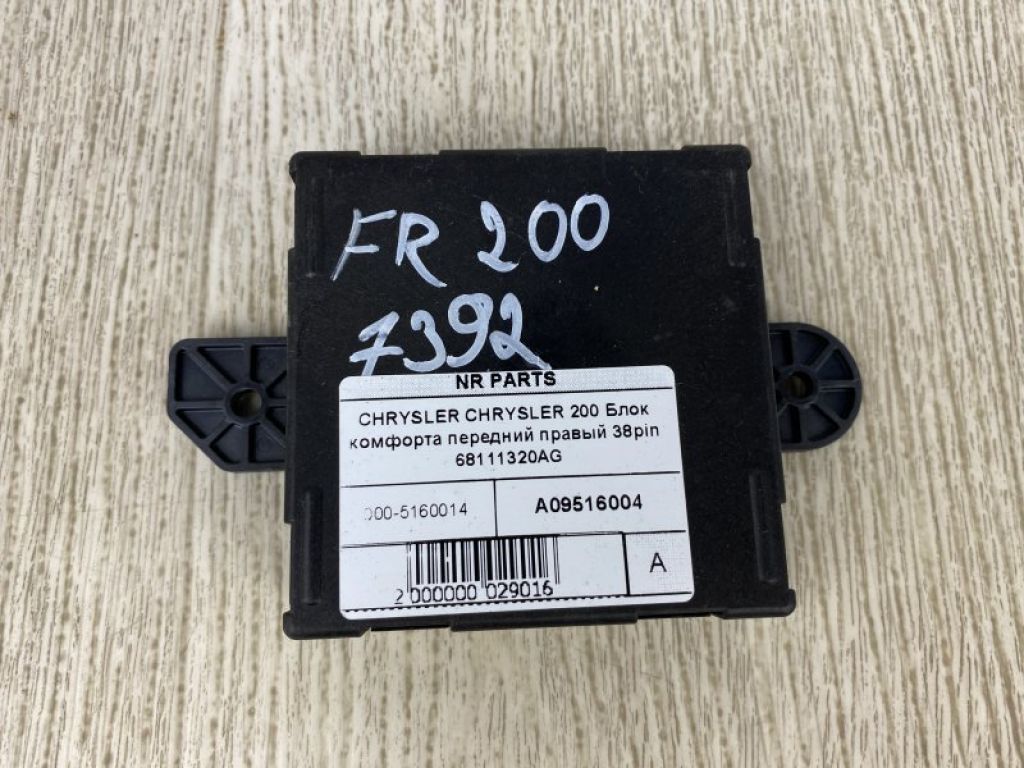 FR 200
7392
NR PARTS
CHRYSLER CHRYSLER 200 Блок
комфорта передний правый 38pin
68111320AG
000-5160014
A09516004
A
2 000000 029016